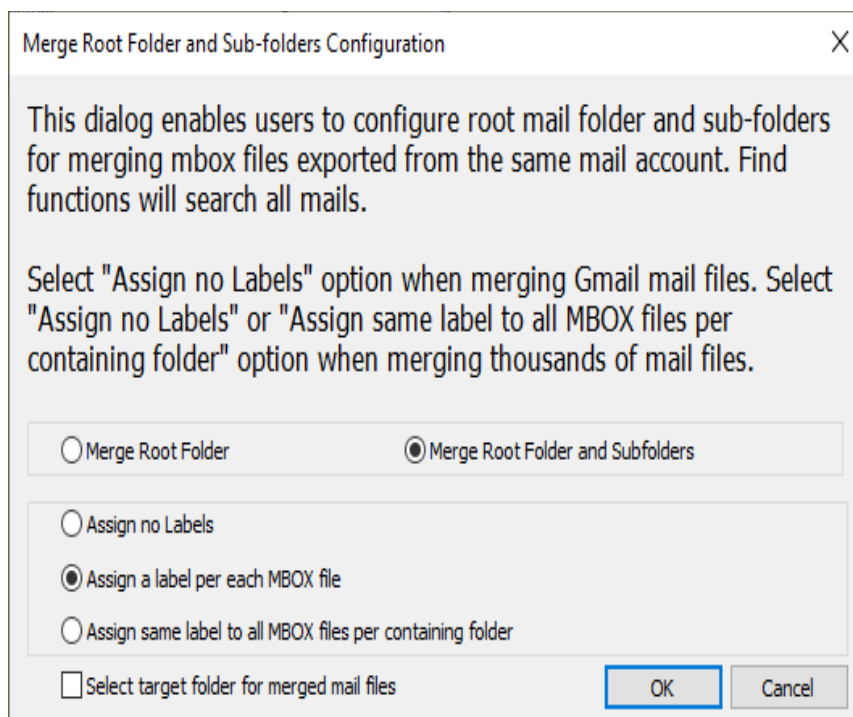 Merge Root Folder and Sub-folders Configuration
This dialog enables users to configure root mail folder and sub-folders
for merging mbox files exported from the same mail account. Find
functions will search all mails.
Select "Assign no Labels" option when merging Gmail mail files. Select
"Assign no Labels" or "Assign same label to all MBOX files per
containing folder" option when merging thousands of mail files.
Merge Root Folder
Merge Root Folder and Subfolders
Assign no Labels
Assign a label per each MBOX file
Assign same label to all MBOX files per containing folder
Select target folder for merged mail files
OK
Cancel